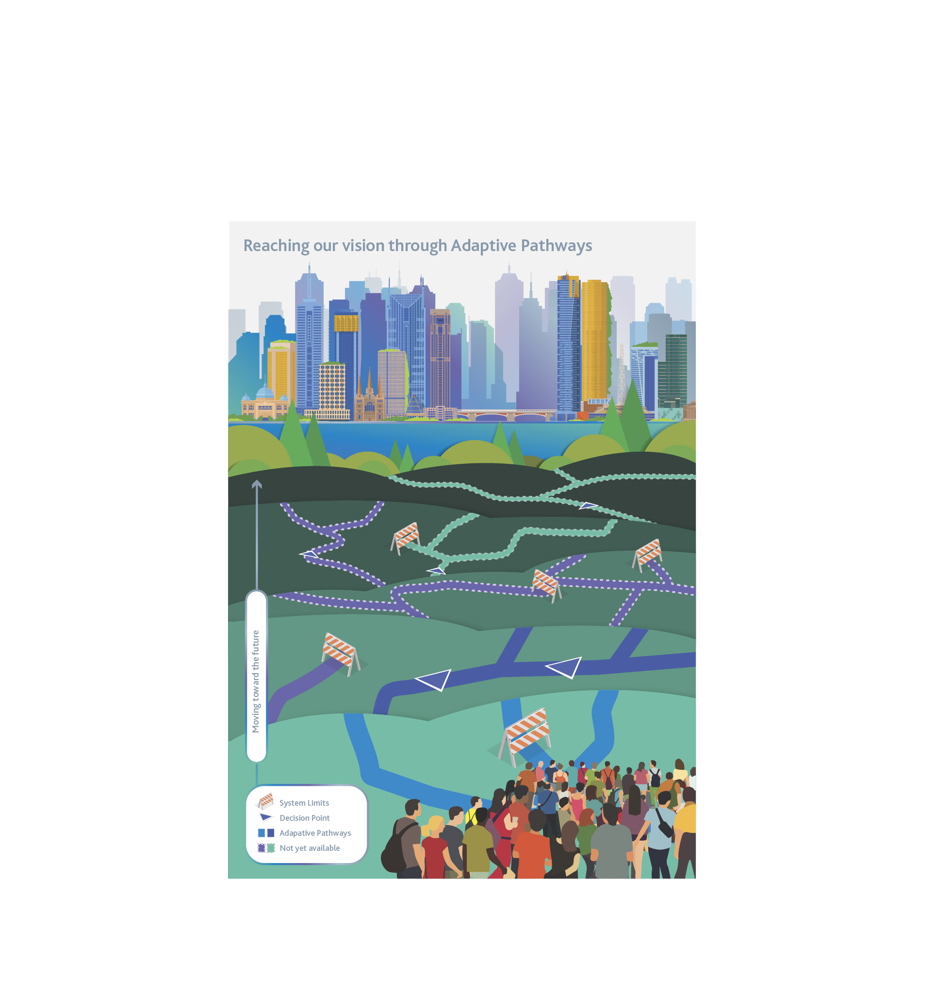 Reaching our vision through Adaptive Pathways
Moving toward the future
System Limits
Decision Point
Adapative Pathways
Not yet available